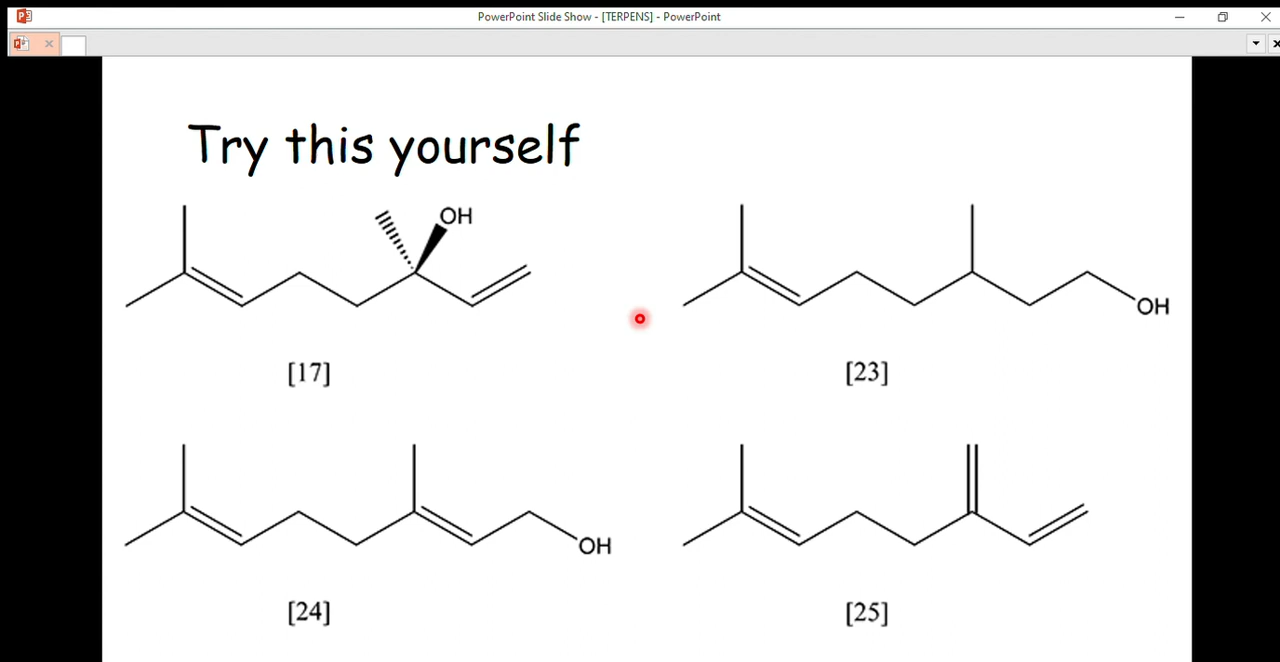 PowerPoint Slide Show - [TERPENS] - PowerPoint
Try this yourself
OH
OH
[17]
[23]
OH
[24]
[25]